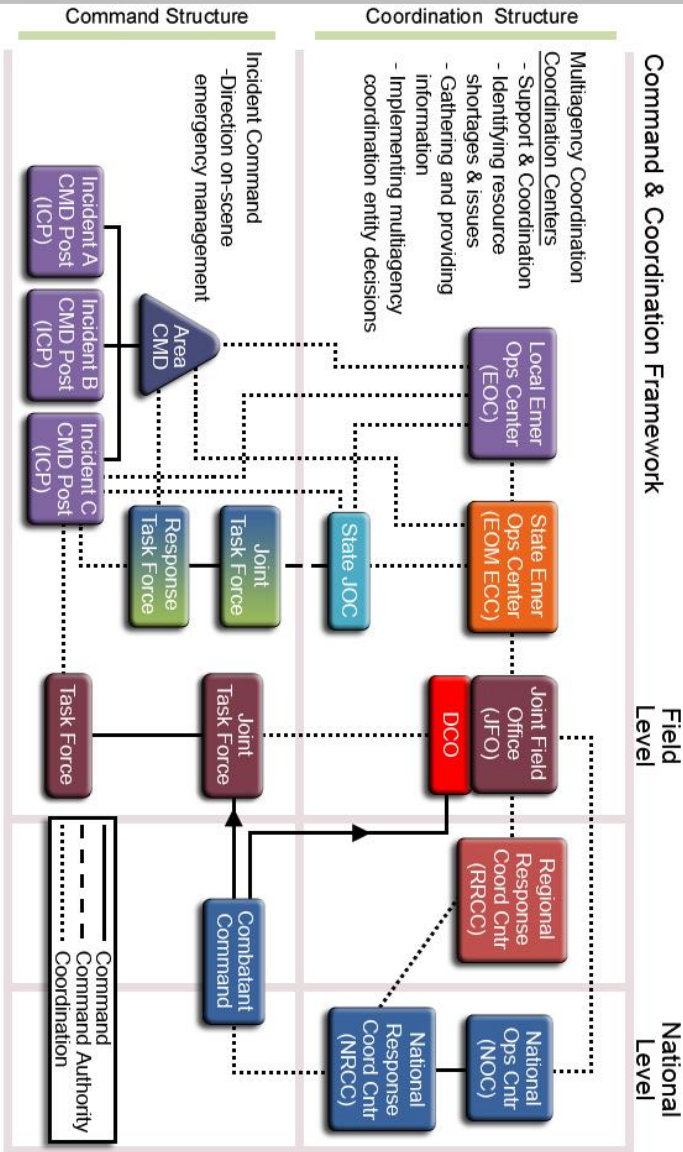 Command & Coordination Framework
Field
Level
National
Level
Coordination Structure
Command Structure
Multiagency Coordination
Coordination Centers
- Support & Coordination
- Identifying resource
shortages & issues
- Gathering and providing
information
- Implementing multiagency
coordination entity decisions
Local Emer
Ops Center
(EOC)
State Emer
Ops Center
(EOM ECC)
Joint Field
Office
(JFO)
DCO
Regional
Response
Coord Cntr
(RRCC)
National
Ops Cntr
(NOC)
National
Response
Coord Cntr
(NRCC)
State JOC
Incident Command
-Direction on-scene
emergency management
Area
CMD
Joint
Task Force
Response
Task Force
Joint
Task Force
Combatant
Command
Incident A
CMD Post
(ICP)
Incident B
CMD Post
(ICP)
Incident C
CMD Post
(ICP)
Task Force
Command
Command Authority
Coordination